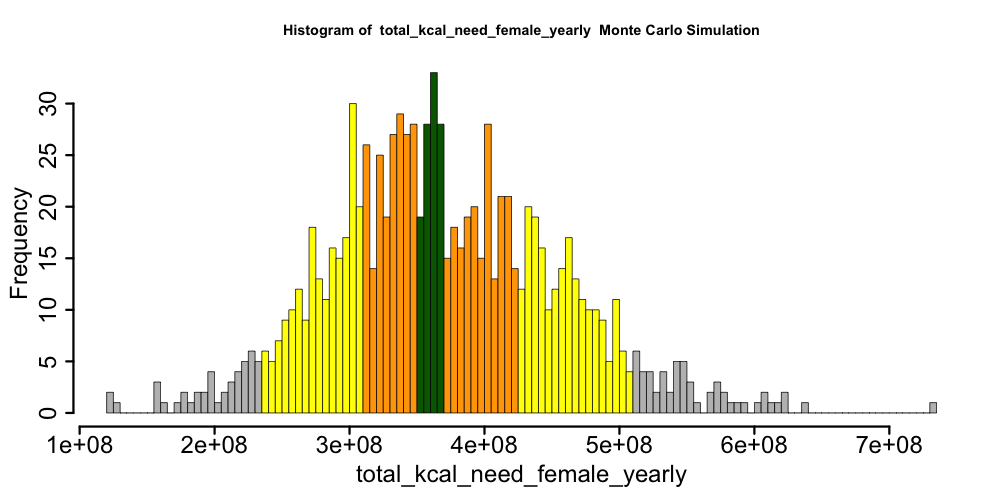 Histogram of  total_kcal_need_female_yearly  Monte Carlo Simulation
Frequency
30
25
20
15
10
5
0
1e+08 2e+08 3e+08 4e+08 5e+08 6e+08 7e+08
total_kcal_need_female_yearly